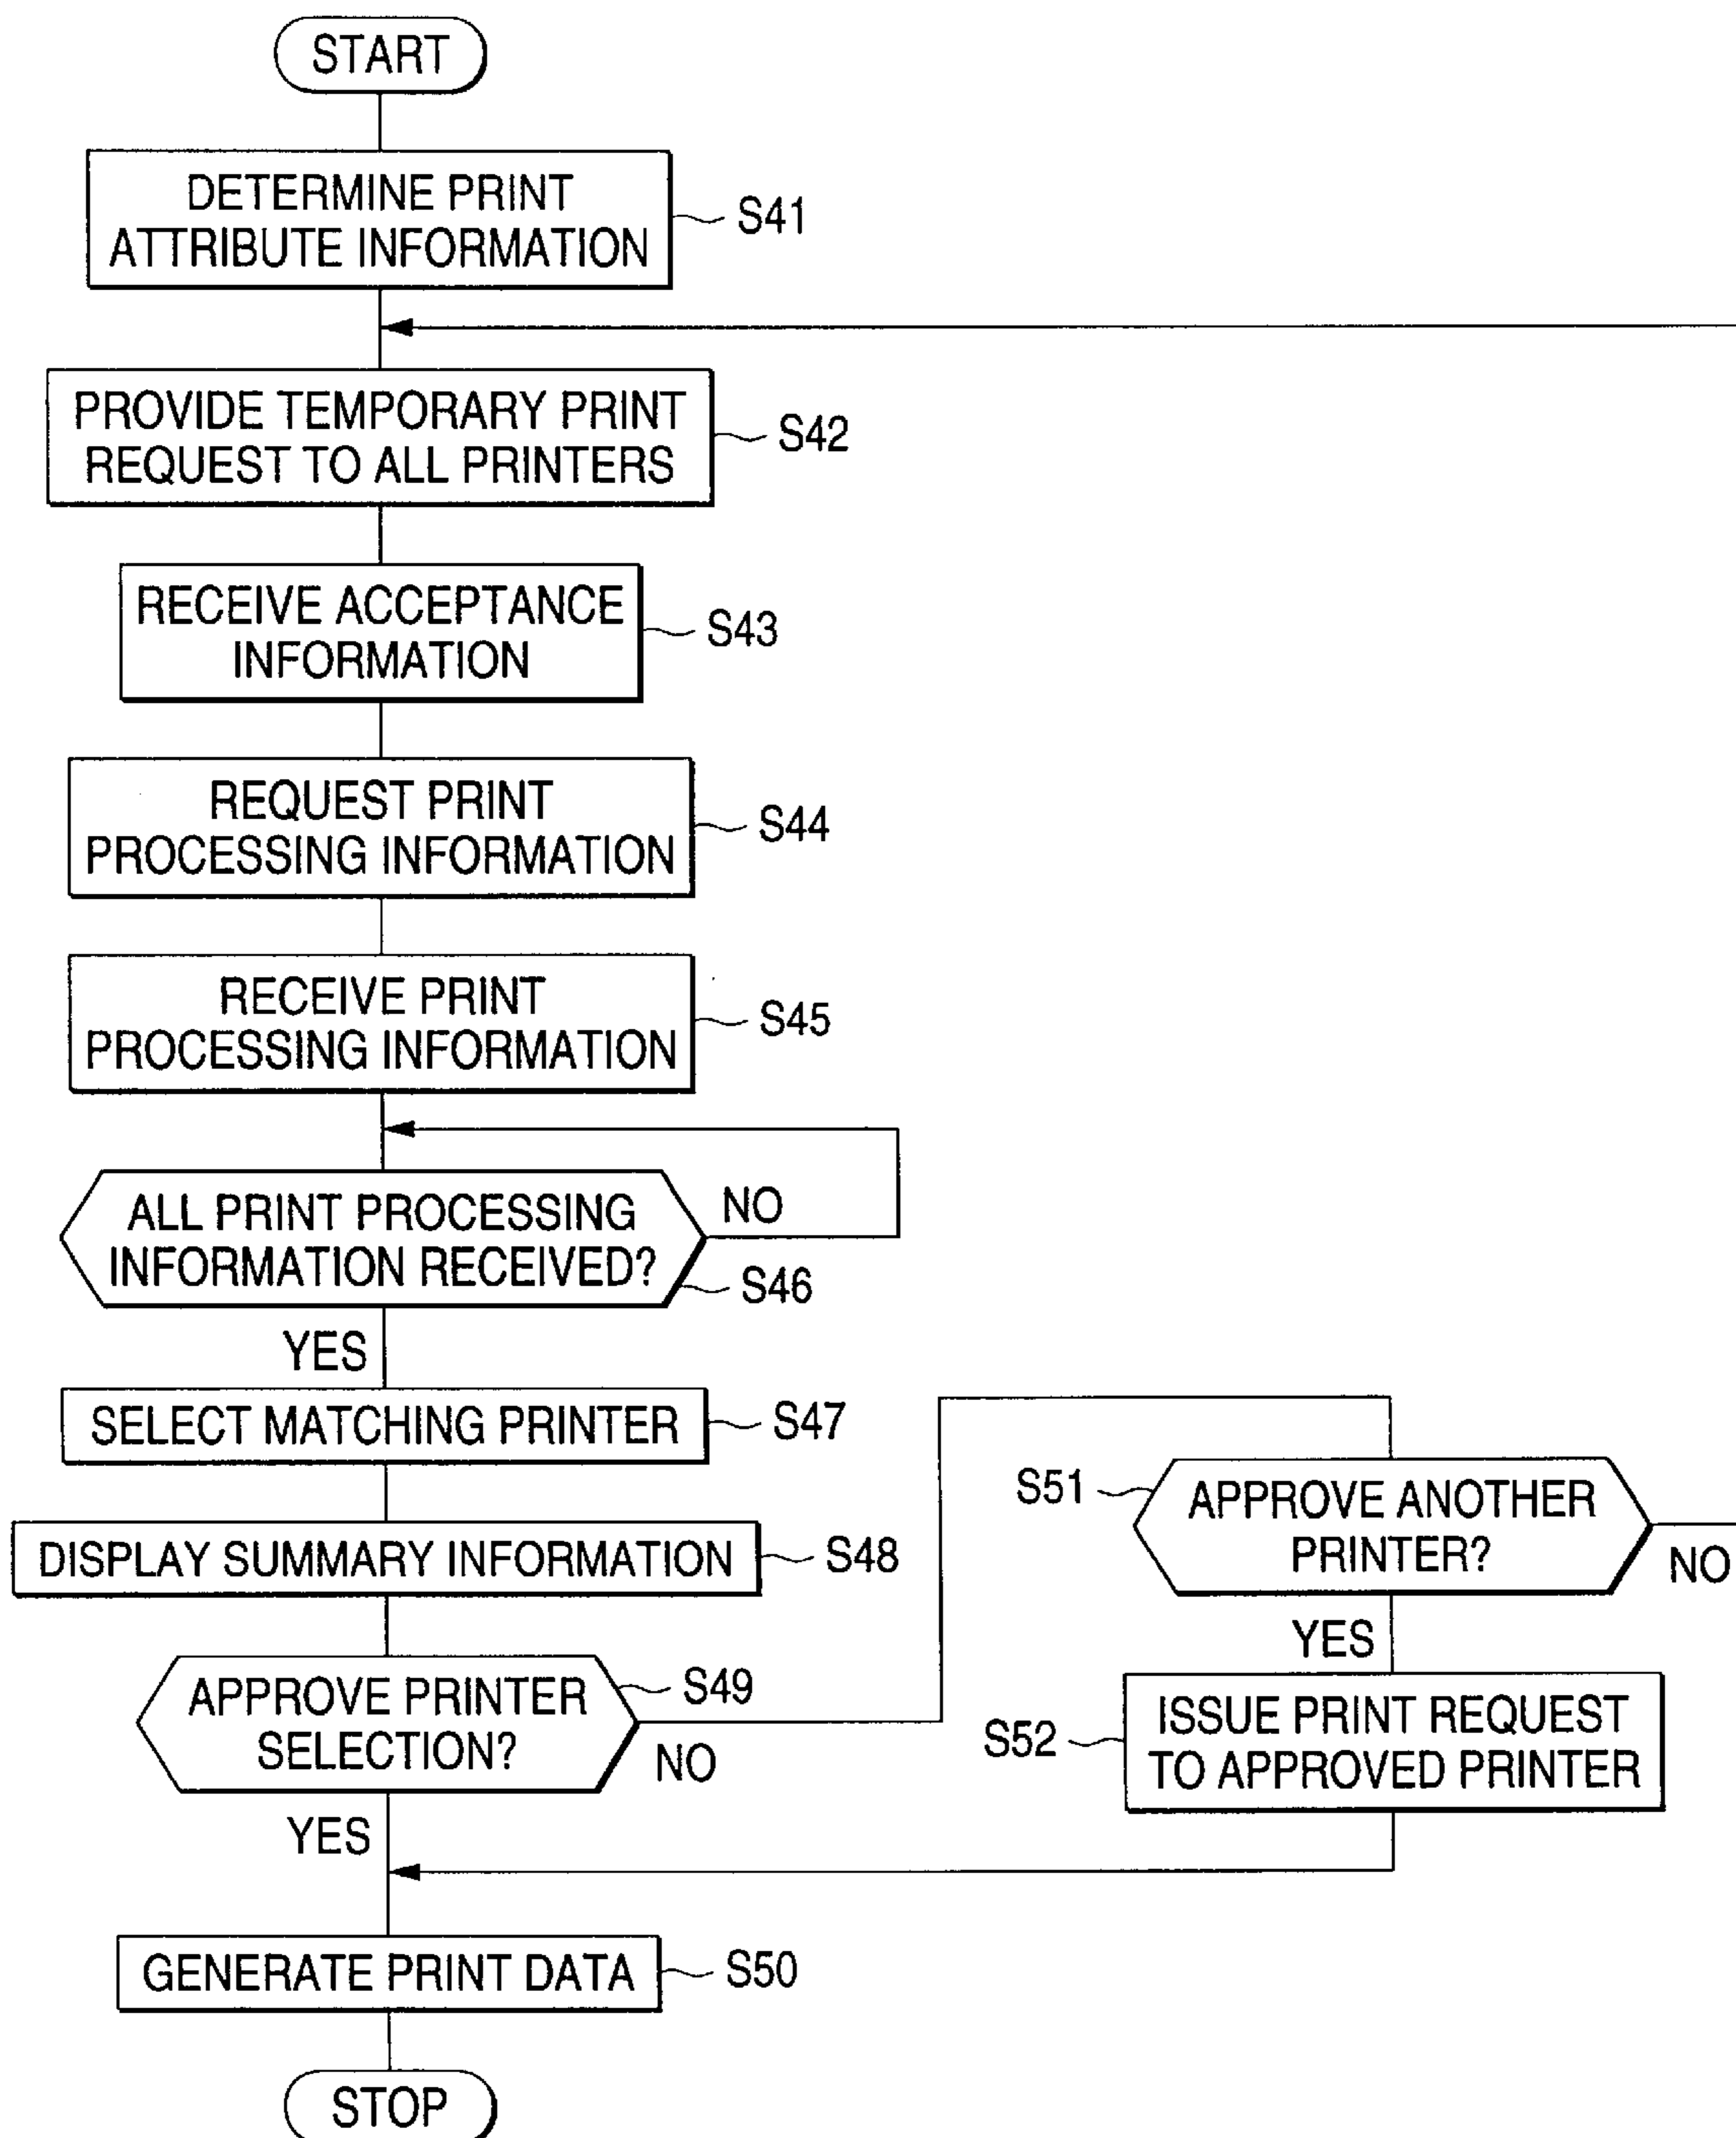 START
DETERMINE PRINT
ATTRIBUTE INFORMATION
S41
PROVIDE TEMPORARY PRINT
REQUEST TO ALL PRINTERS
S42
RECEIVE ACCEPTANCE
INFORMATION
S43
REQUEST PRINT
PROCESSING INFORMATION
S44
RECEIVE PRINT
PROCESSING INFORMATION
S45
ALL PRINT PROCESSING
INFORMATION RECEIVED?
NO
S46
YES
SELECT MATCHING PRINTER
S47
DISPLAY SUMMARY INFORMATION
S48
APPROVE PRINTER
SELECTION?
S49
NO
YES
S51
APPROVE ANOTHER
PRINTER?
NO
YES
S52
ISSUE PRINT REQUEST
TO APPROVED PRINTER
GENERATE PRINT DATA
S50
STOP